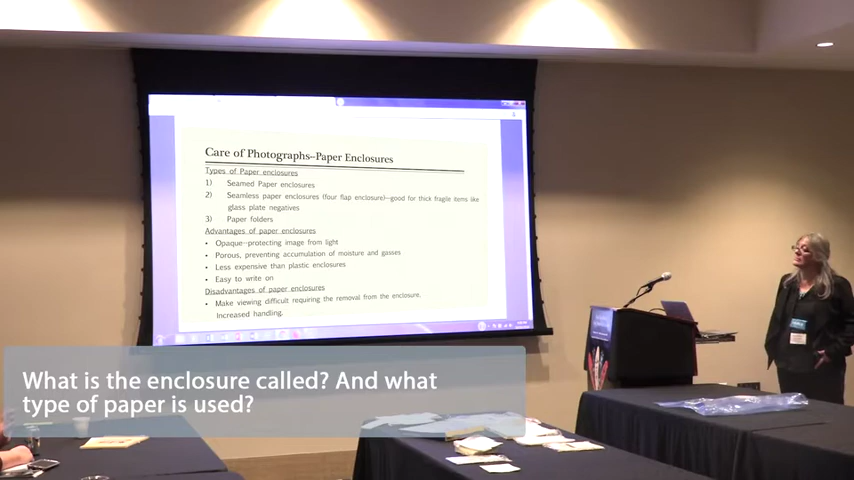 Care of Photographs--Paper Enclosures
Types of Paper enclosures
1) Seamed Paper enclosures
2) Seamless paper enclosures (four flap enclosure)--good for thick fragile items like
glass plate negatives
3) Paper folders
Advantages of paper enclosures
• Opaque--protecting image from light
• Porous, preventing accumulation of moisture and gasses
• Less expensive than plastic enclosures
• Easy to write on
Disadvantages of paper enclosures
• Make viewing difficult requiring the removal from the enclosure.
Increased handling.
What is the enclosure called? And what
type of paper is used?